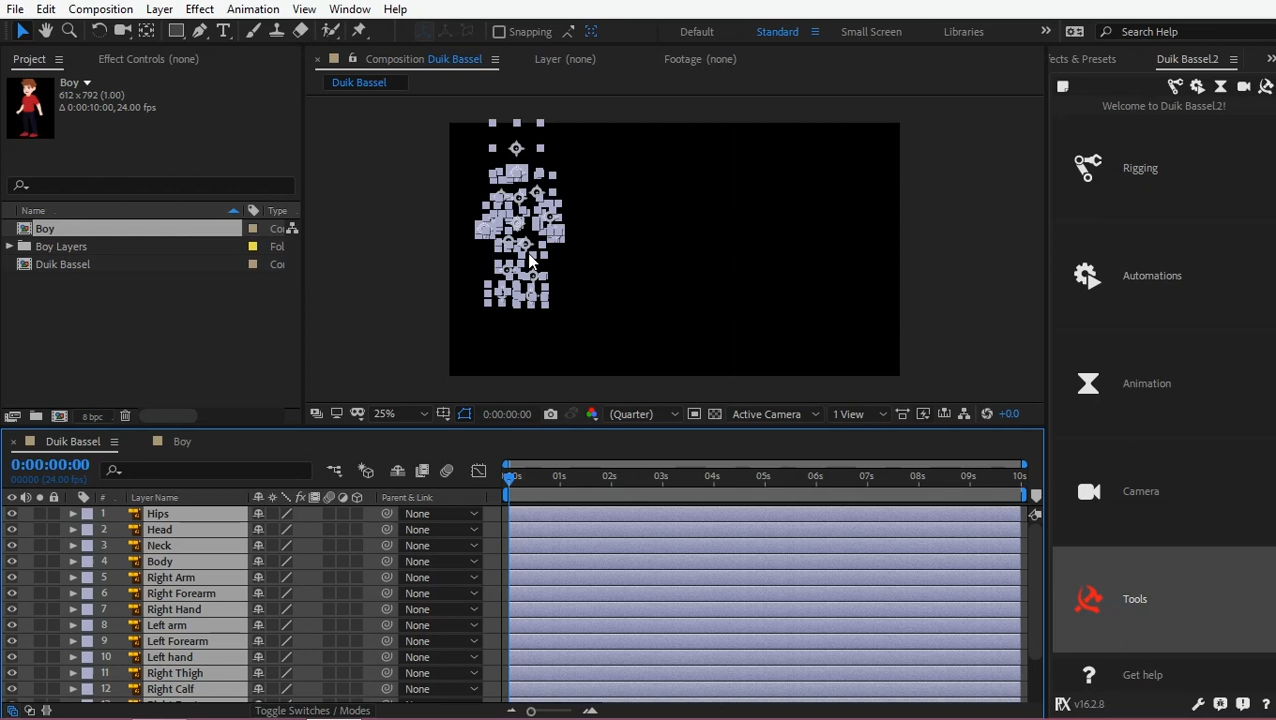 File Edit Composition Layer Effect Animation View Window Help
Snapping Default Standard Small Screen Libraries Search Help
Project Effect Controls (none) Composition Duik Bassel Layer (none) Footage (none) fects & Presets Duik Bassel.2
Boy
612 x 792 (1.00)
Δ 0:00:10:00, 24.00 fps
Duik Bassel
Welcome to Duik Bassel.2!
Rigging
Automations
Animation
Camera
Tools
Get help
v16.2.8
Name Type
Boy Co
Boy Layers Fol
Duik Bassel Co
8 bpc
25% 0:00:00:00 (Quarter) Active Camera 1 View +0.0
Duik Bassel Boy
0:00:00:00
00000 (24.00 fps)
:00s 01s 02s 03s 04s 05s 06s 07s 08s 09s 10s
# Layer Name Parent & Link
1 Hips None
2 Head None
3 Neck None
4 Body None
5 Right Arm None
6 Right Forearm None
7 Right Hand None
8 Left arm None
9 Left Forearm None
10 Left hand None
11 Right Thigh None
12 Right Calf None
Toggle Switches / Modes